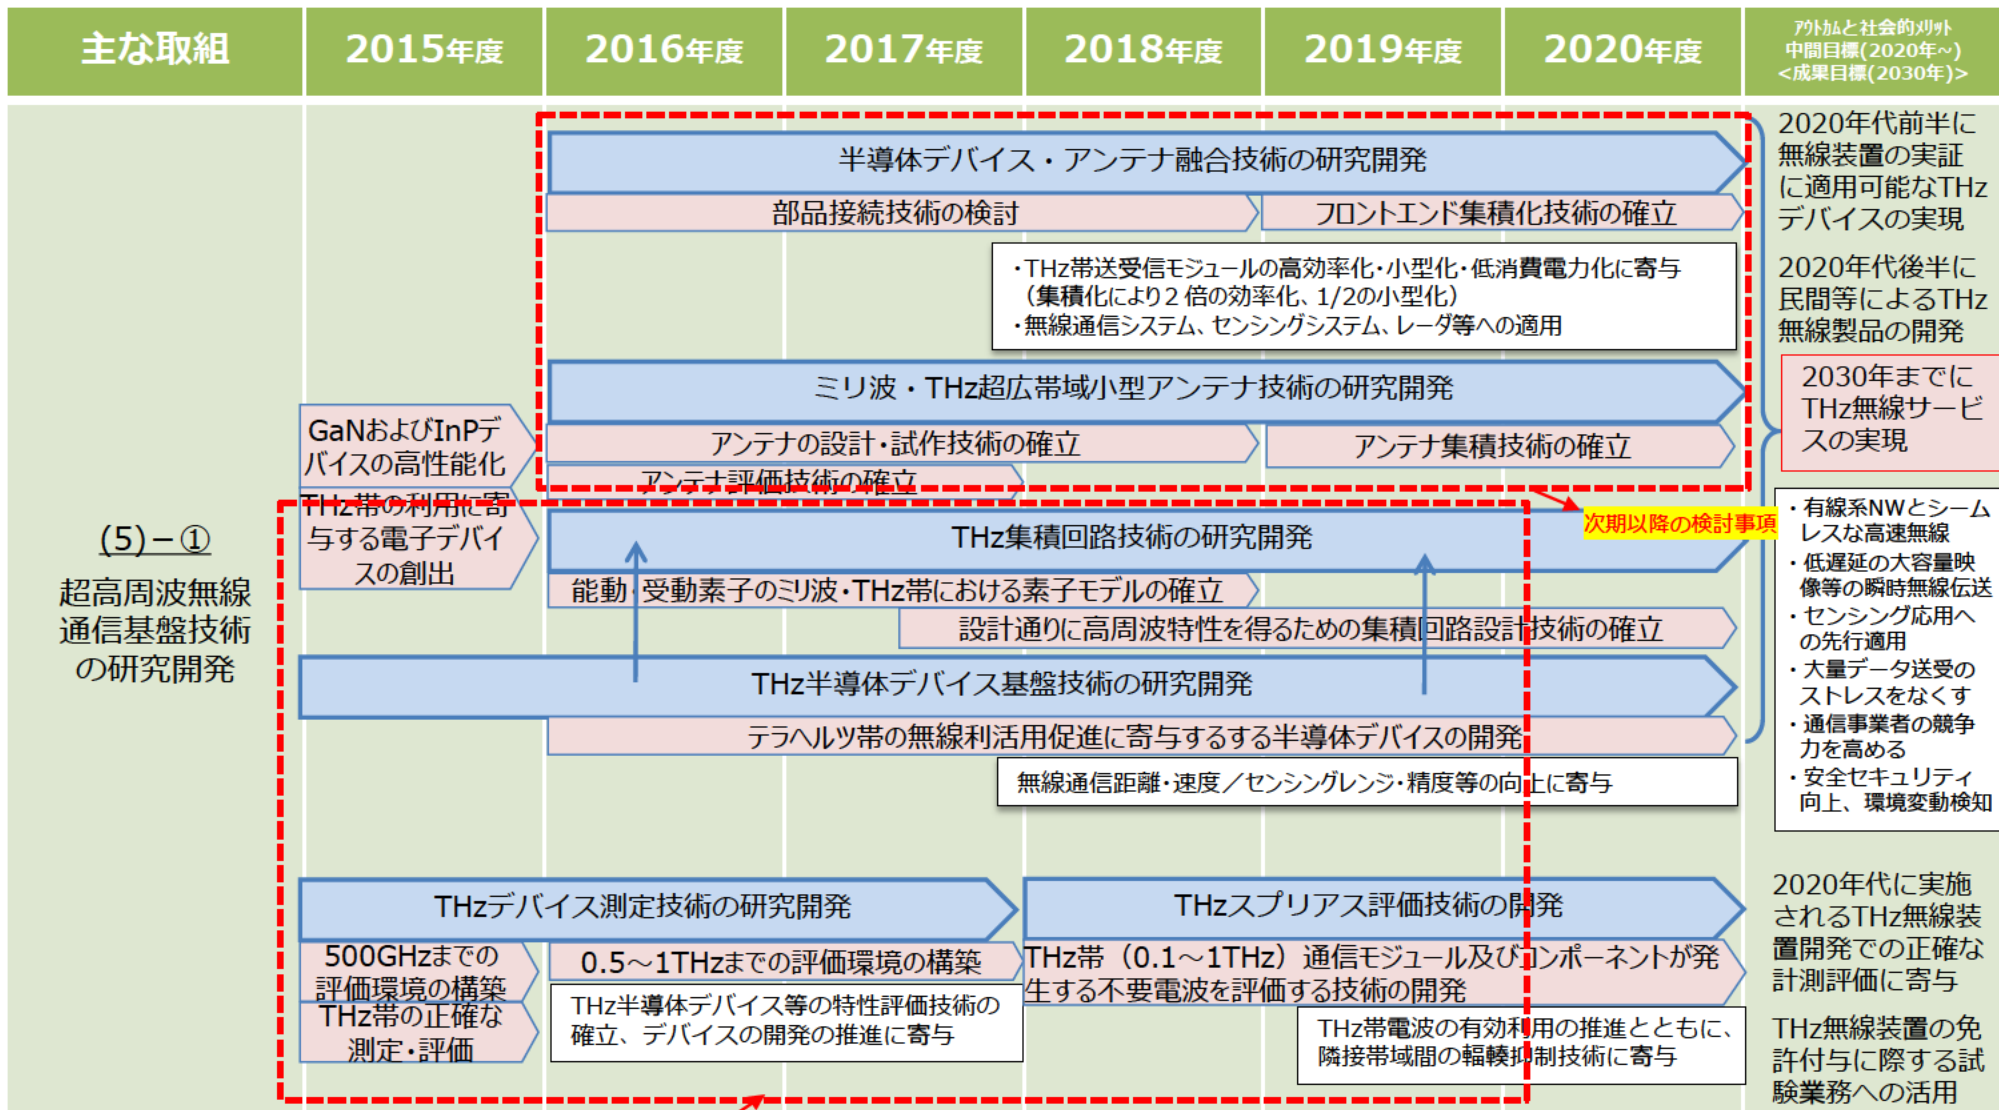 主な取組
2015年度
2016年度
2017年度
2018年度
2019年度
2020年度
アウトカムと社会的メリット
中間目標(2020年~)
<成果目標(2030年)>
(5)－①
超高周波無線
通信基盤技術
の研究開発
半導体デバイス・アンテナ融合技術の研究開発
部品接続技術の検討
フロントエンド集積化技術の確立
・THz帯送受信モジュールの高効率化・小型化・低消費電力化に寄与
（集積化により2 倍の効率化、1/2の小型化）
・無線通信システム、センシングシステム、レーダ等への適用
ミリ波・THz超広帯域小型アンテナ技術の研究開発
GaNおよびInPデ
バイスの高性能化
アンテナの設計・試作技術の確立
アンテナ集積技術の確立
アンテナ評価技術の確立
THz帯の利用に寄
与する電子デバイ
スの創出
次期以降の検討事項
THz集積回路技術の研究開発
能動・受動素子のミリ波・THz帯における素子モデルの確立
設計通りに高周波特性を得るための集積回路設計技術の確立
THz半導体デバイス基盤技術の研究開発
テラヘルツ帯の無線利活用促進に寄与するする半導体デバイスの開発
無線通信距離・速度／センシングレンジ・精度等の向上に寄与
THzデバイス測定技術の研究開発
THzスプリアス評価技術の開発
500GHzまでの
評価環境の構築
0.5～1THzまでの評価環境の構築
THz帯（0.1～1THz）通信モジュール及びコンポーネントが発
生する不要電波を評価する技術の開発
THz帯の正確な
測定・評価
THz半導体デバイス等の特性評価技術の
確立、デバイスの開発の推進に寄与
THz帯電波の有効利用の推進とともに、
隣接帯域間の輻輳抑制技術に寄与
2020年代前半に
無線装置の実証
に適用可能なTHz
デバイスの実現
2020年代後半に
民間等によるTHz
無線製品の開発
2030年までに
THz無線サービ
スの実現
・有線系NWとシーム
レスな高速無線
・低遅延の大容量映
像等の瞬時無線伝送
・センシング応用へ
の先行適用
・大量データ送受の
ストレスをなくす
・通信事業者の競争
力を高める
・安全セキュリティ
向上、環境変動検知
2020年代に実施
されるTHz無線装
置開発での正確な
計測評価に寄与
THz無線装置の免
許付与に際する試
験業務への活用